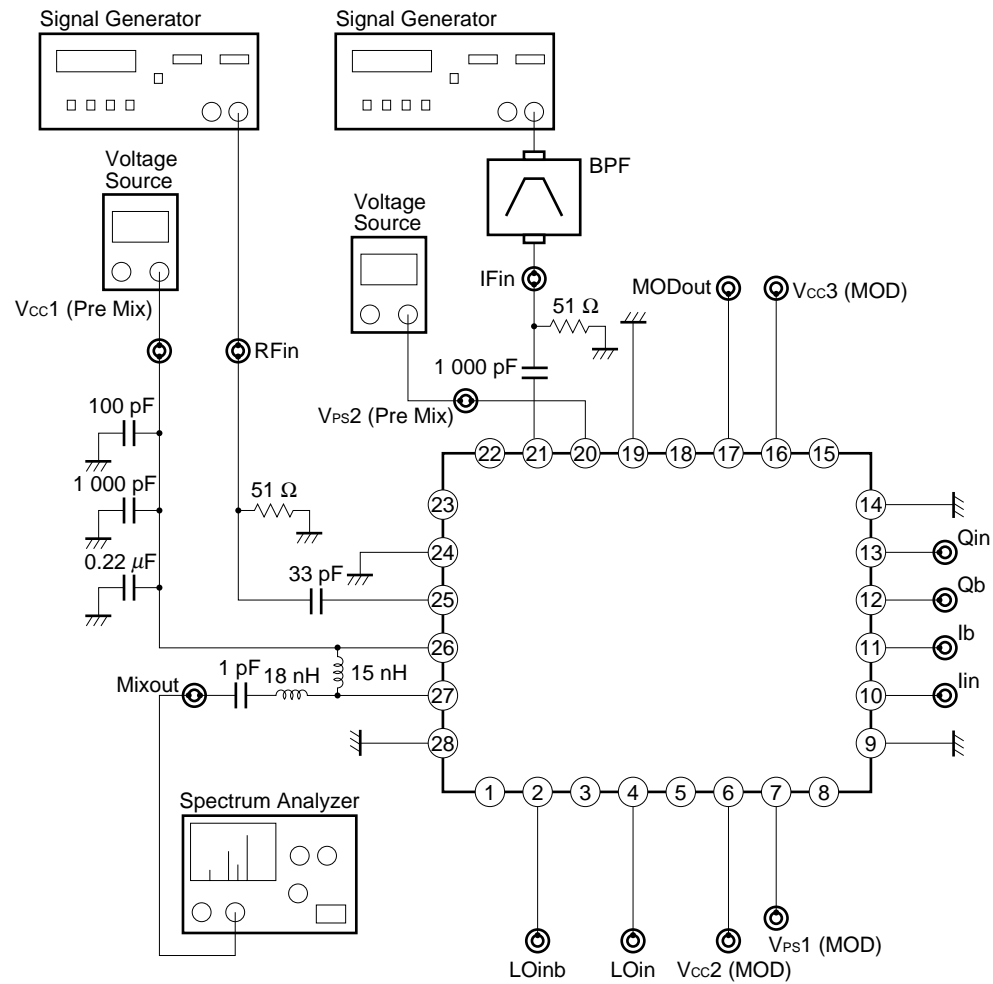 Signal Generator
Signal Generator
Voltage
Source
BPF
Voltage
Source
IFin
MODout
VCC3 (MOD)
VCC1 (Pre Mix)
51 Ω
RFin
1 000 pF
100 pF
VPS2 (Pre Mix)
22
21
20
19
18
17
16
15
1 000 pF
51 Ω
23
14
24
13
Qin
0.22 μF
33 pF
25
12
Qb
26
11
Ib
1 pF
18 nH
15 nH
Mixout
27
10
Iin
28
9
1
2
3
4
5
6
7
8
Spectrum Analyzer
VPS1 (MOD)
LOinb
LOin
VCC2 (MOD)